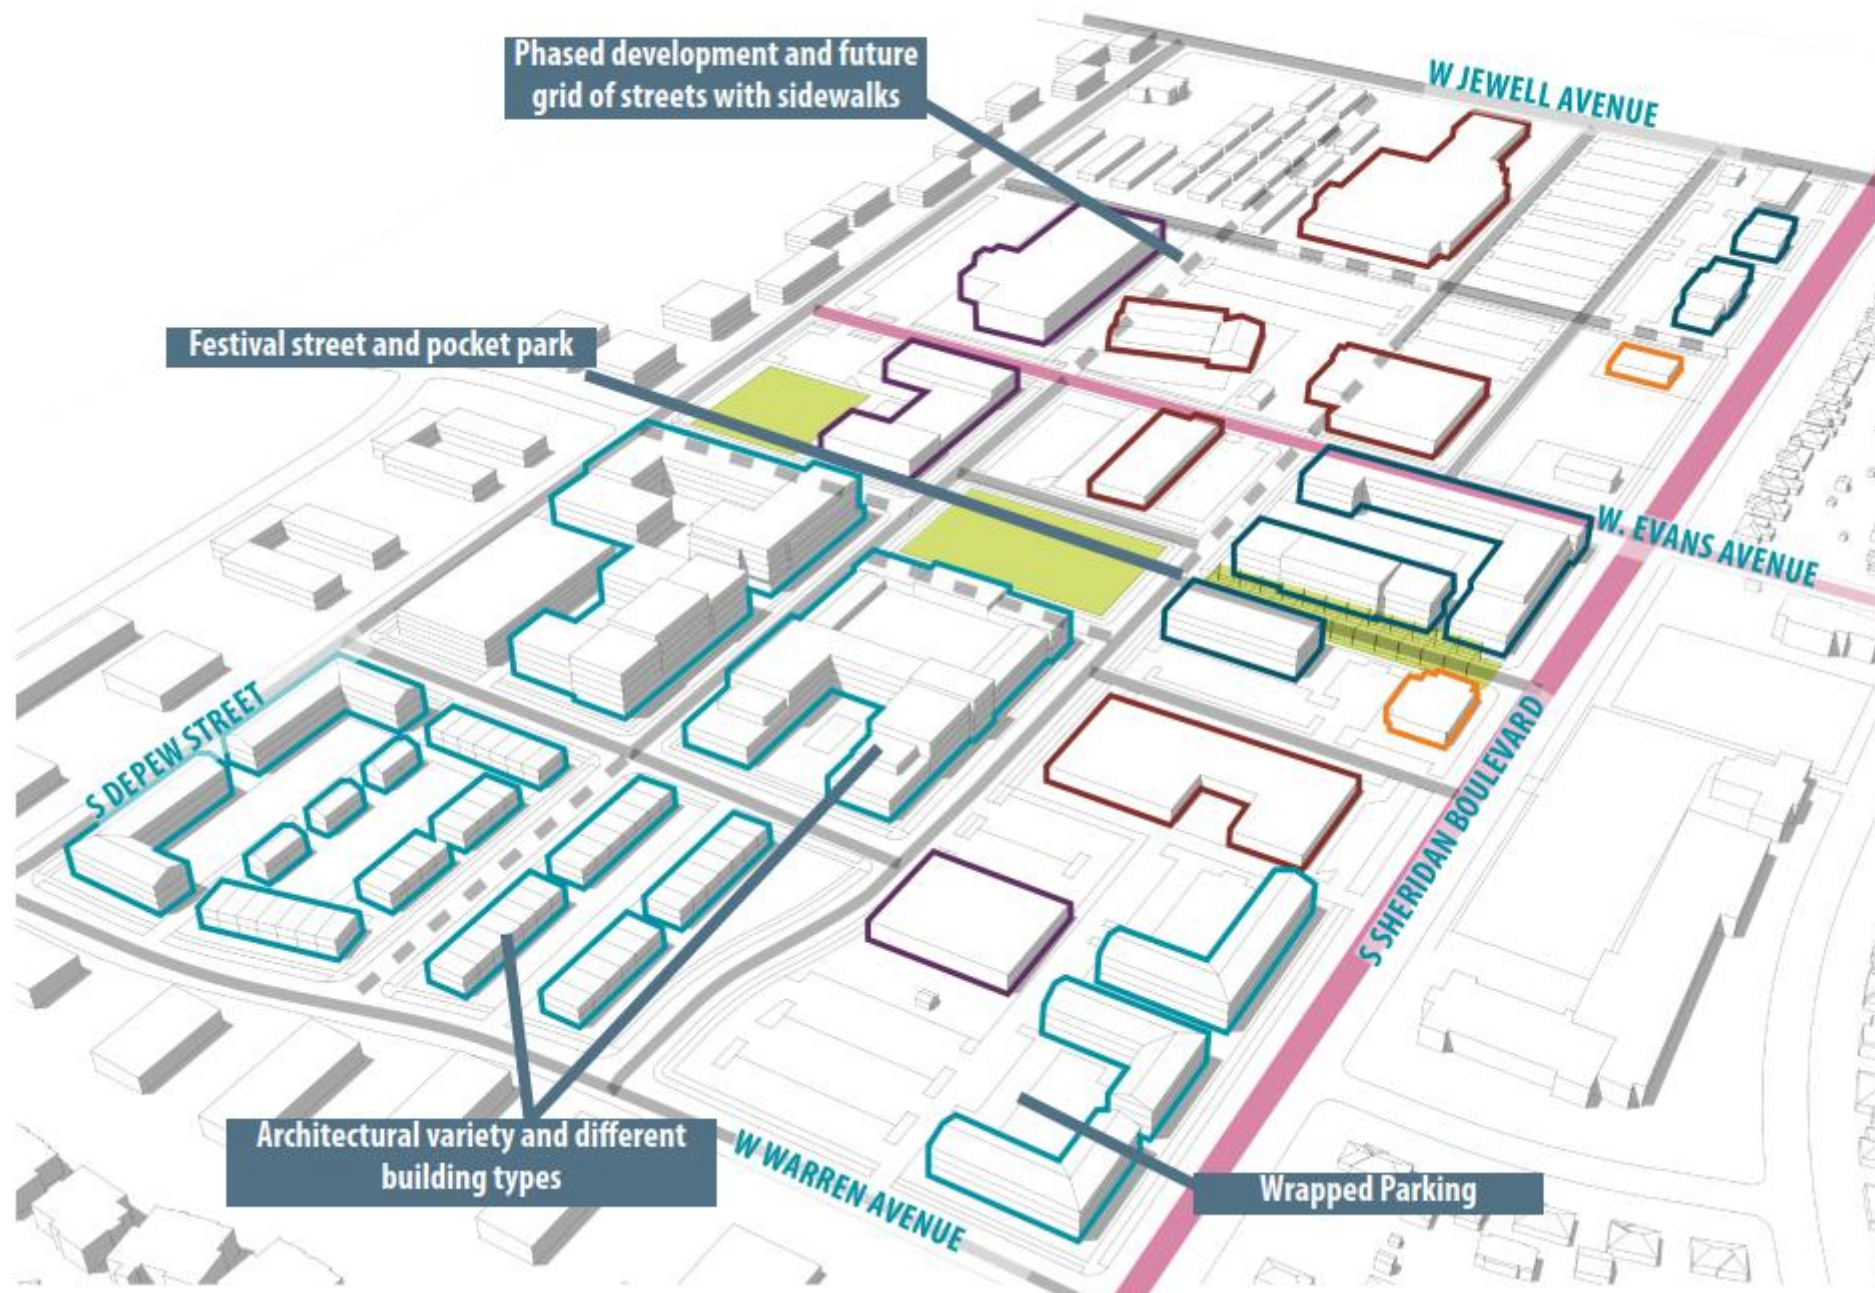 Phased development and future
grid of streets with sidewalks
W JEWELL AVENUE
Festival street and pocket park
W. EVANS AVENUE
S DEPEW STREET
S SHERIDAN BOULEVARD
Architectural variety and different
building types
W WARREN AVENUE
Wrapped Parking